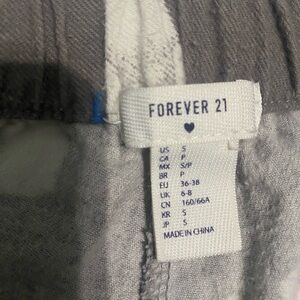 FOREVER 21
US S
CA P
MX S/P
BR P
EU 36-38
UK 6-8
CN 160/66A
KR S
JP S
MADE IN CHINA